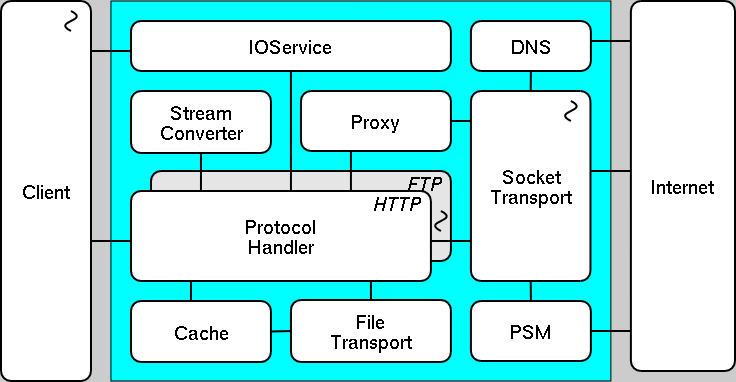 IOService
DNS
Stream
Converter
Proxy
Client
FTP
HTTP
Protocol
Handler
Socket
Transport
Internet
Cache
File
Transport
PSM